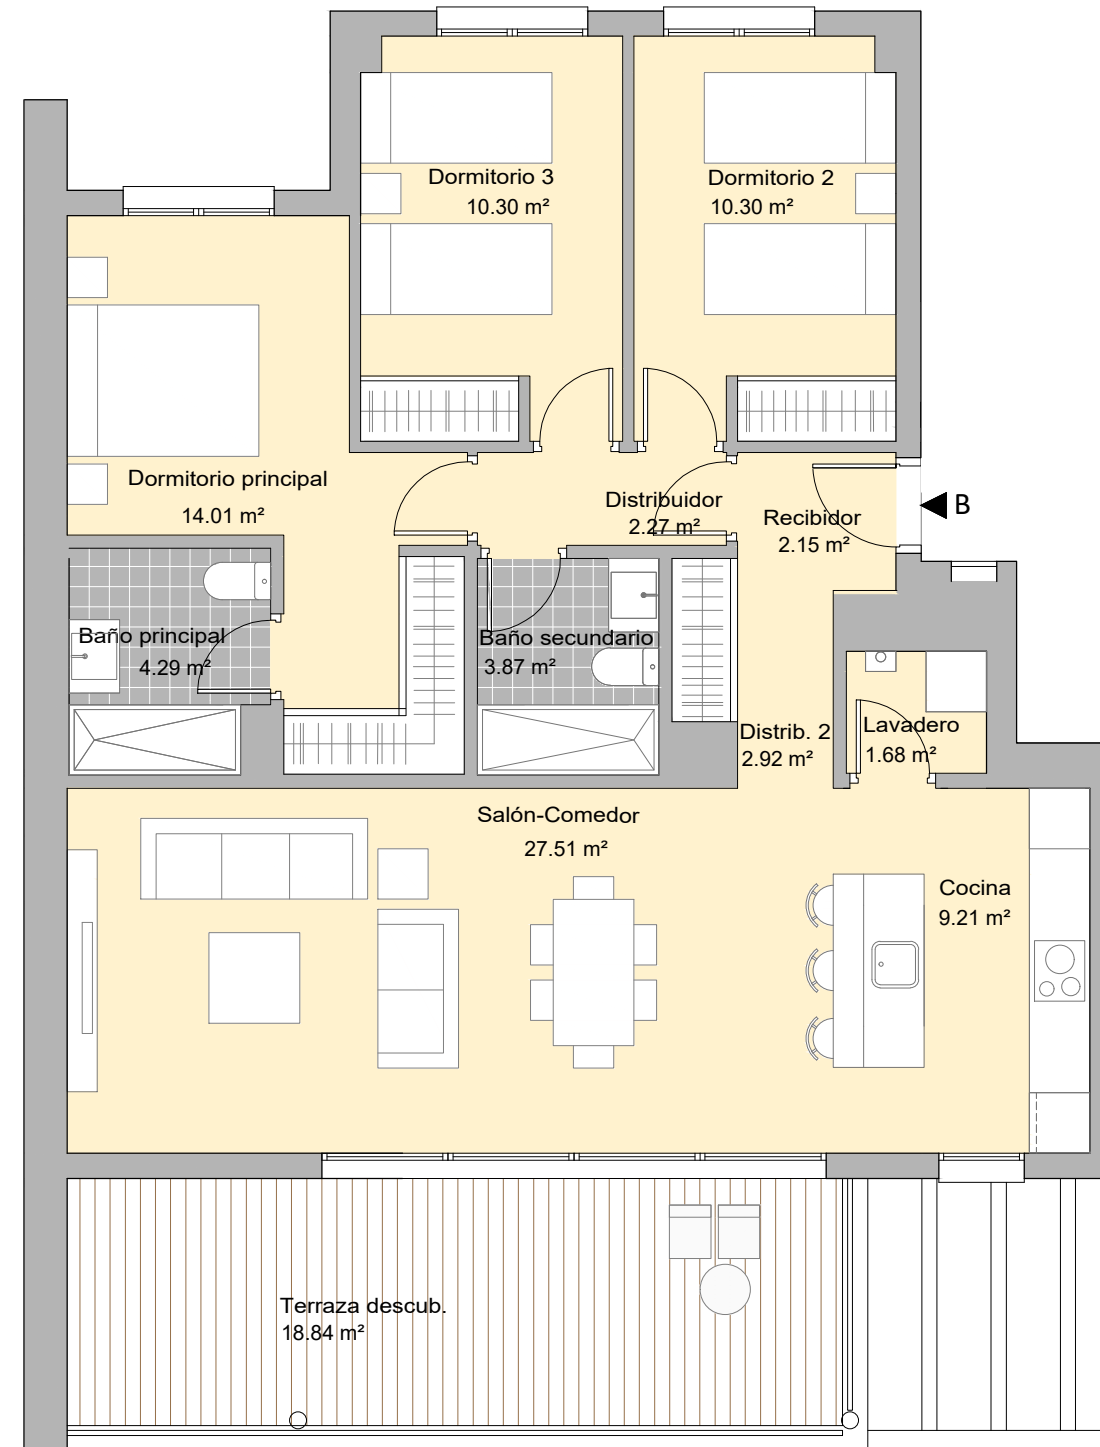 Dormitorio 3
10.30 m²
Dormitorio 2
10.30 m²
Dormitorio principal
14.01 m²
Distribuidor
2.27 m²
Recibidor
2.15 m²
B
Baño principal
4.29 m²
Baño secundario
3.87 m²
Distrib. 2
2.92 m²
Lavadero
1.68 m²
Salón-Comedor
27.51 m²
Cocina
9.21 m²
Terraza descub.
18.84 m²